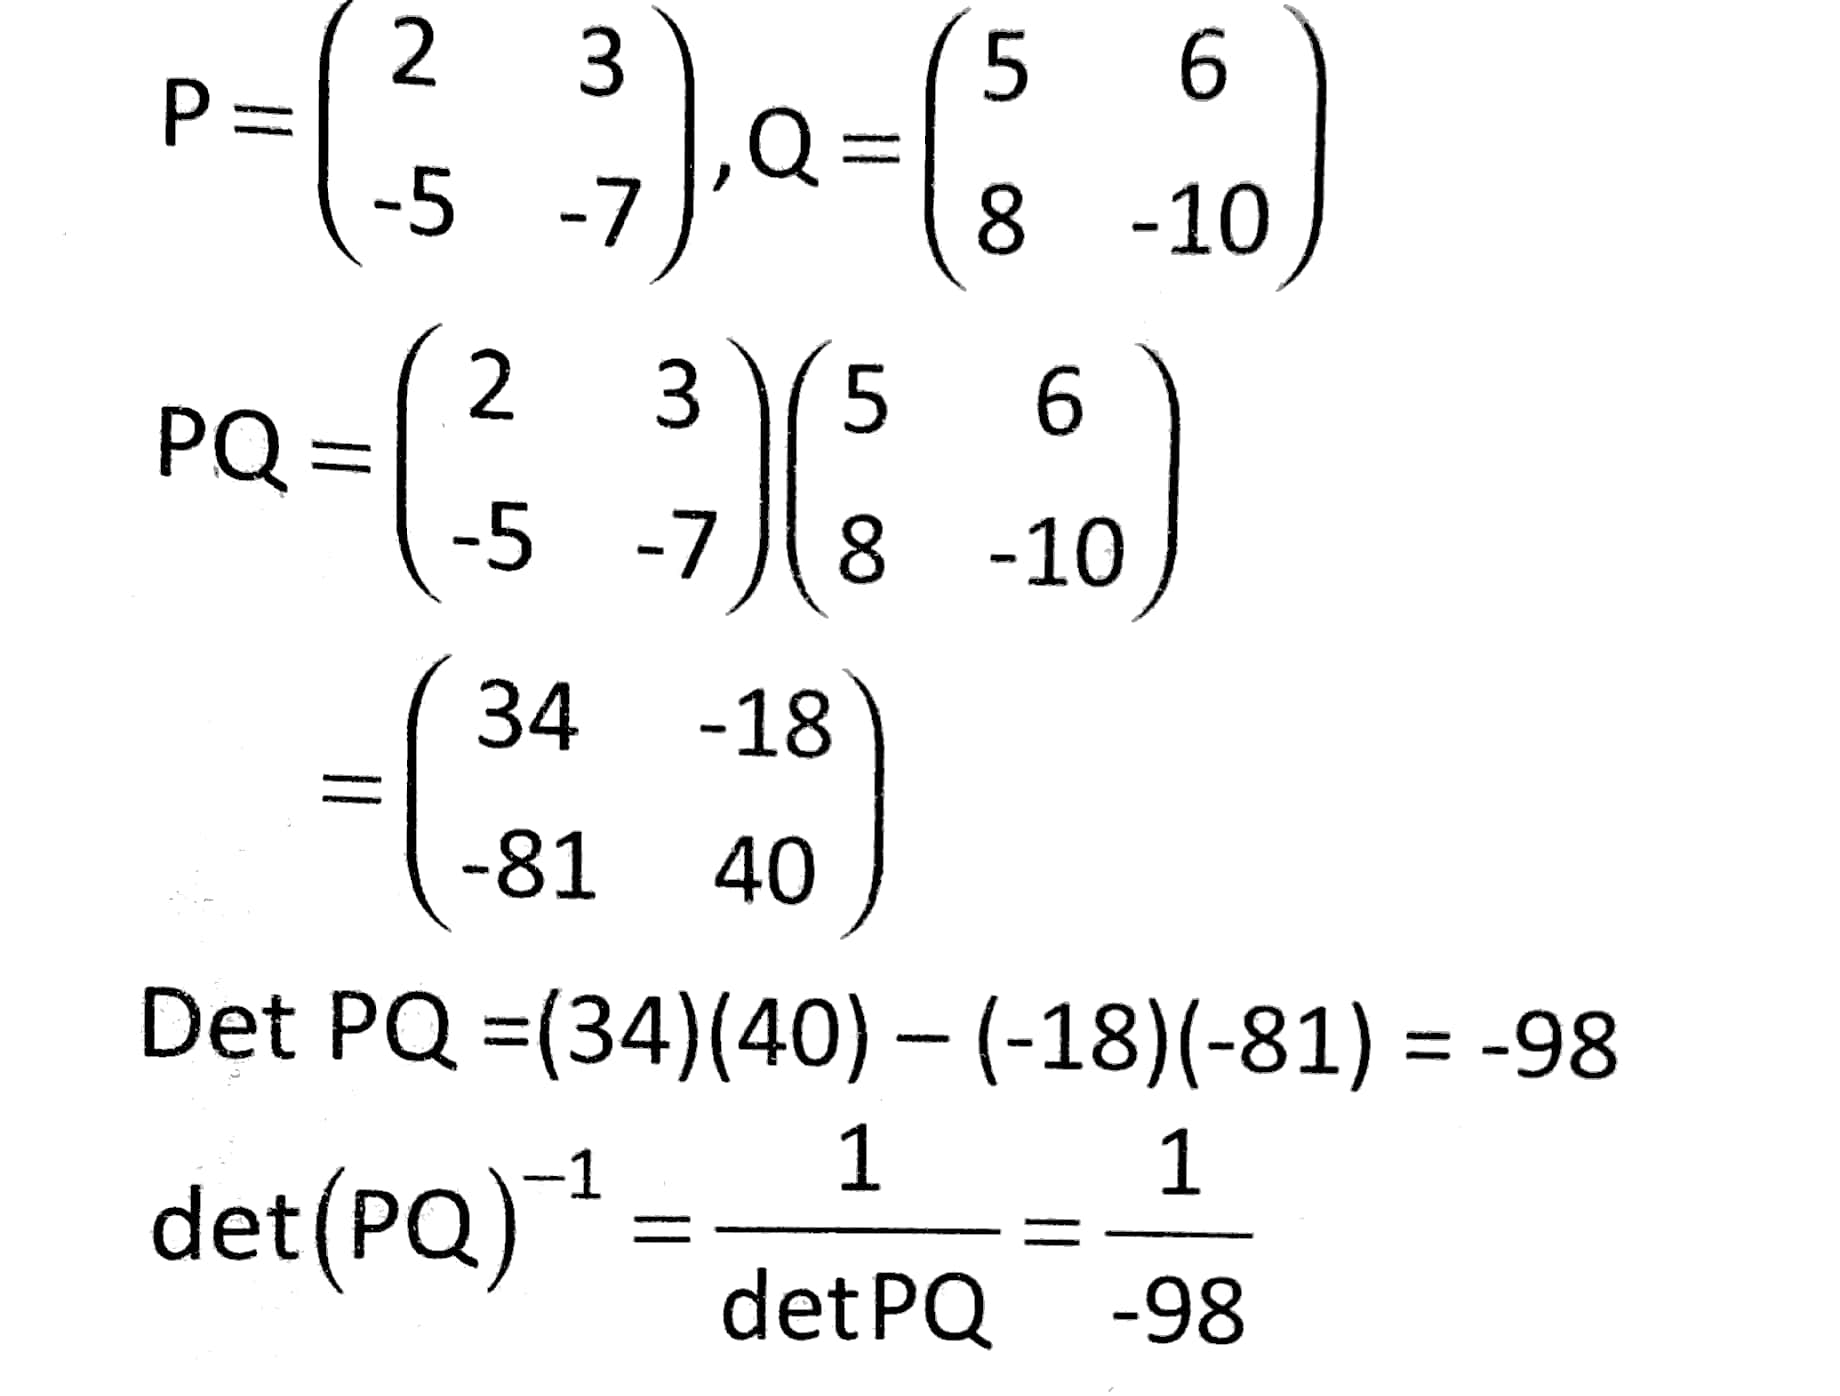 P = ( 2 3 ; -5 -7 ), Q = ( 5 6 ; 8 -10 )
PQ = ( 2 3 ; -5 -7 )( 5 6 ; 8 -10 )
= ( 34 -18 ; -81 40 )
Det PQ =(34)(40) – (-18)(-81) = -98
det(PQ)⁻¹ = 1/detPQ = 1/-98